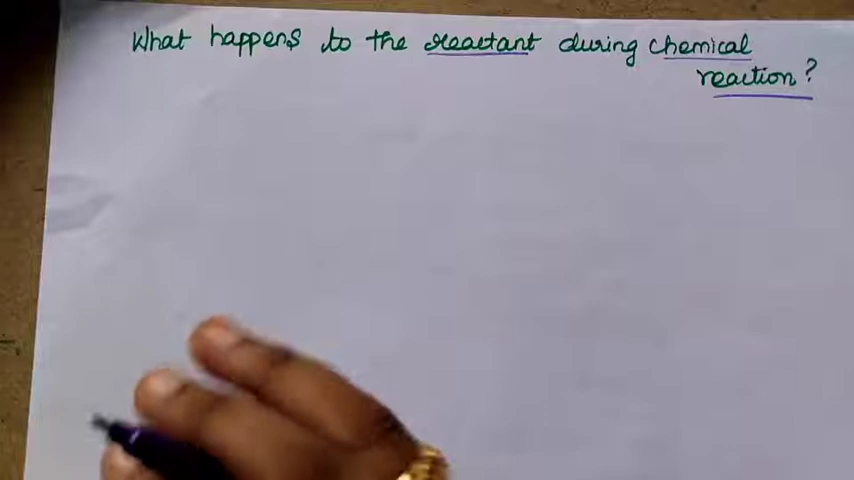 What happens to the reactant during chemical
reaction?